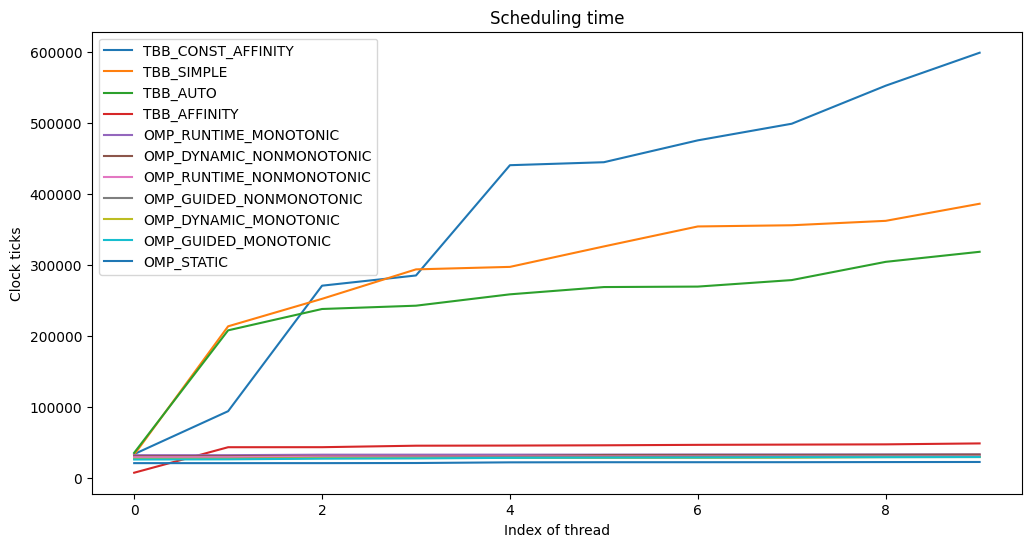 Scheduling time
TBB_CONST_AFFINITY
TBB_SIMPLE
TBB_AUTO
TBB_AFFINITY
OMP_RUNTIME_MONOTONIC
OMP_DYNAMIC_NONMONOTONIC
OMP_RUNTIME_NONMONOTONIC
OMP_GUIDED_NONMONOTONIC
OMP_DYNAMIC_MONOTONIC
OMP_GUIDED_MONOTONIC
OMP_STATIC
Clock ticks
600000
500000
400000
300000
200000
100000
0
0 2 4 6 8
Index of thread